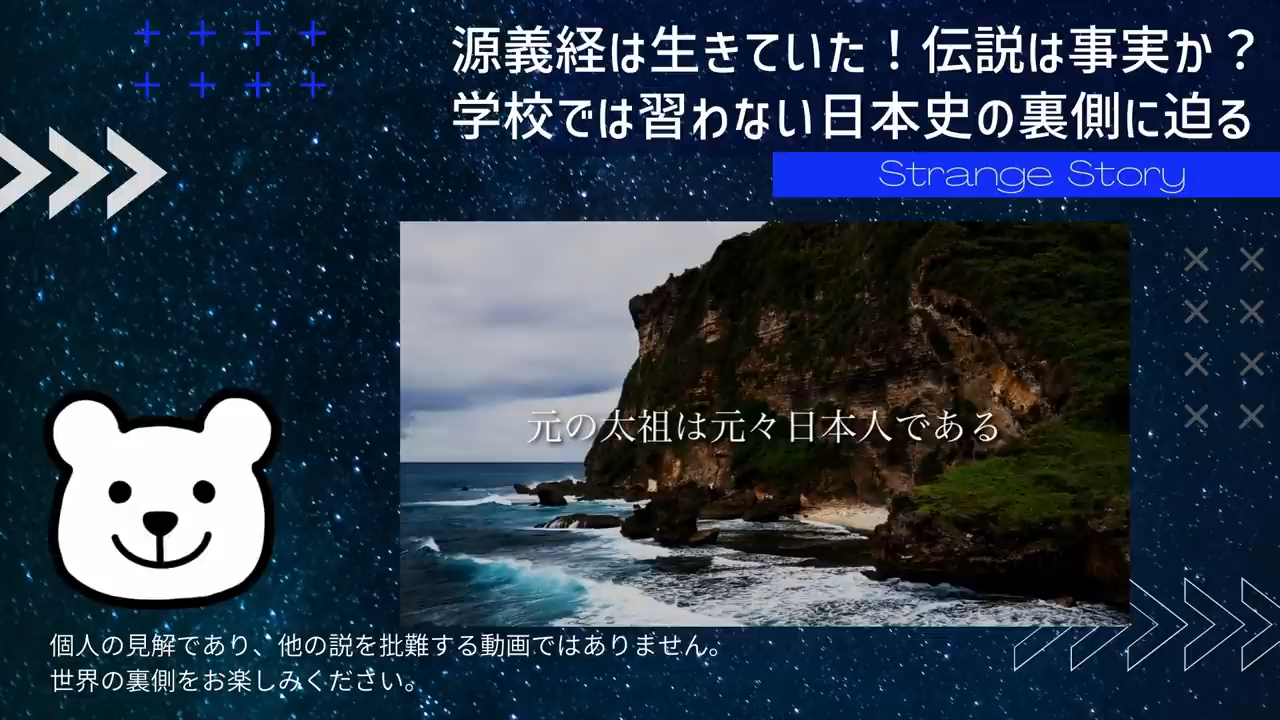 源義経は生きていた！伝説は事実か？
学校では習わない日本史の裏側に迫る
Strange Story
元の太祖は元々日本人である
個人の見解であり、他の説を批難する動画ではありません。
世界の裏側をお楽しみください。